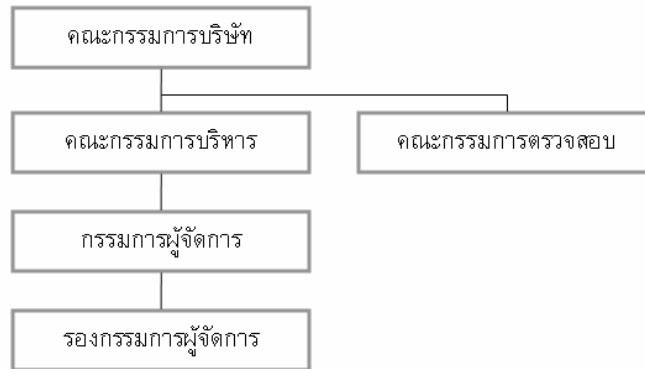 คณะกรรมการบริษัท
คณะกรรมการบริหาร
คณะกรรมการตรวจสอบ
กรรมการผู้จัดการ
รองกรรมการผู้จัดการ